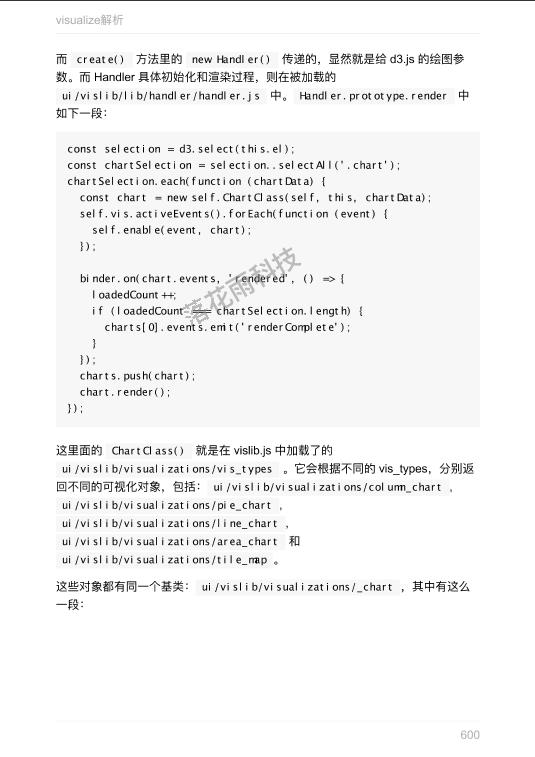 visualize解析
而 create() 方法里的 new Handler() 传递的，显然就是给 d3.js 的绘图参
数。而 Handler 具体初始化和渲染过程，则在被加载的
ui/vislib/lib/handler/handler.js 中。 Handler.prototype.render 中
如下一段：
const selection = d3.select(this.el);
const chartSelection = selection..selectAll('.chart');
chartSelection.each(function (chartData) {
  const chart = new self.ChartClass(self, this, chartData);
  self.vis.activeEvents().forEach(function (event) {
    self.enable(event, chart);
  });
  binder.on(chart.events, 'rendered', () => {
    loadedCount++;
    if (loadedCount === chartSelection.length) {
      charts[0].events.emit('renderComplete');
    }
  });
  charts.push(chart);
  chart.render();
});
落花雨科技
这里面的 ChartClass() 就是在 vislib.js 中加载了的
ui/vislib/visualizations/vis_types 。它会根据不同的 vis_types，分别返
回不同的可视化对象，包括： ui/vislib/visualizations/column_chart ，
ui/vislib/visualizations/pie_chart ，
ui/vislib/visualizations/line_chart ，
ui/vislib/visualizations/area_chart 和
ui/vislib/visualizations/tile_map 。
这些对象都有同一个基类： ui/vislib/visualizations/_chart ，其中有这么
一段：
600